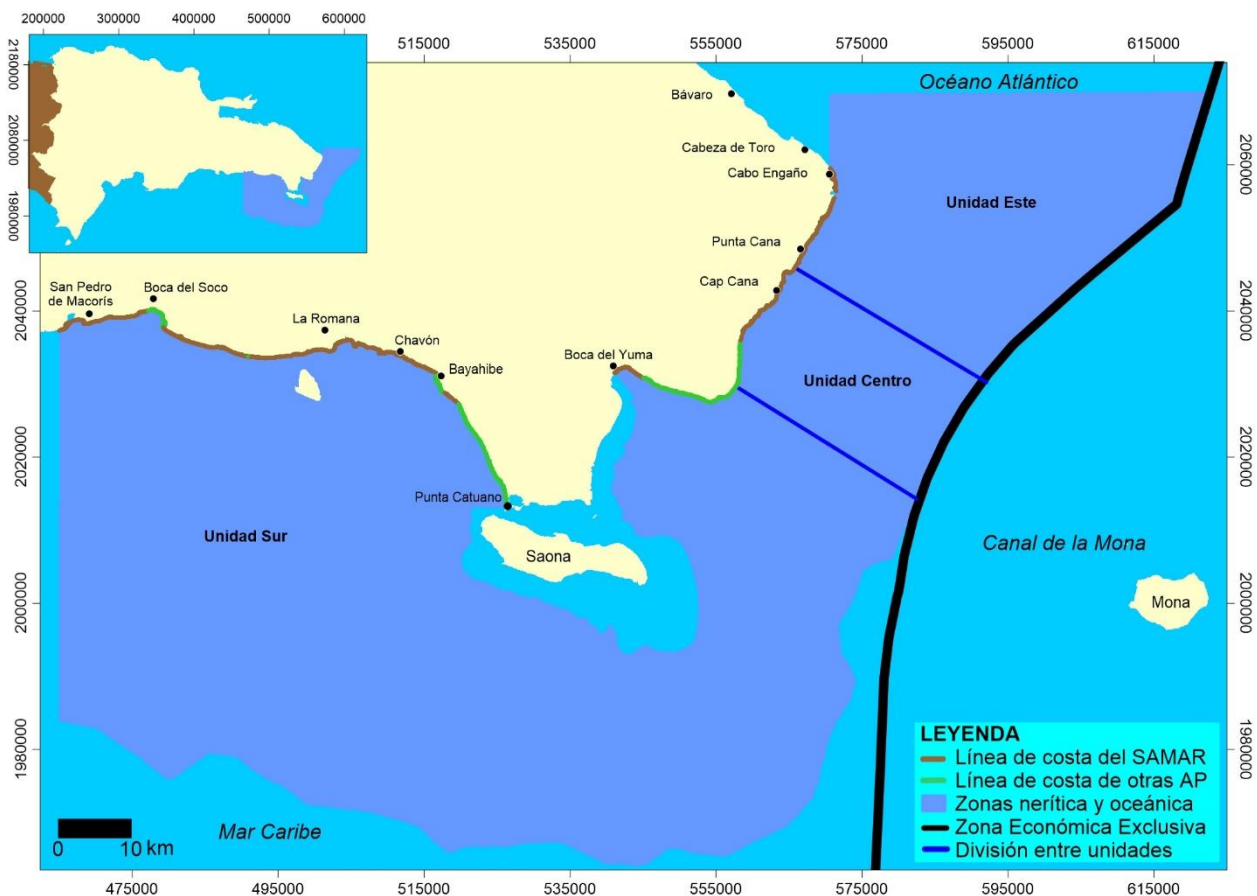 200000 300000 400000 500000 600000
2180000
2080000
1980000
515000 535000 555000 575000 595000 615000
Océano Atlántico
Bávaro
Cabeza de Toro
Cabo Engaño
2060000
Unidad Este
Punta Cana
Cap Cana
San Pedro
de Macorís
Boca del Soco
2040000
2040000
La Romana
Chavón
Bayahibe
Boca del Yuma
Unidad Centro
2020000
2020000
Punta Catuano
Unidad Sur
Saona
Canal de la Mona
Mona
2000000
2000000
LEYENDA
Línea de costa del SAMAR
Línea de costa de otras AP
Zonas nerítica y oceánica
Zona Económica Exclusiva
División entre unidades
1980000
1980000
Mar Caribe
0 10 km
475000 495000 515000 535000 555000 575000 595000 615000